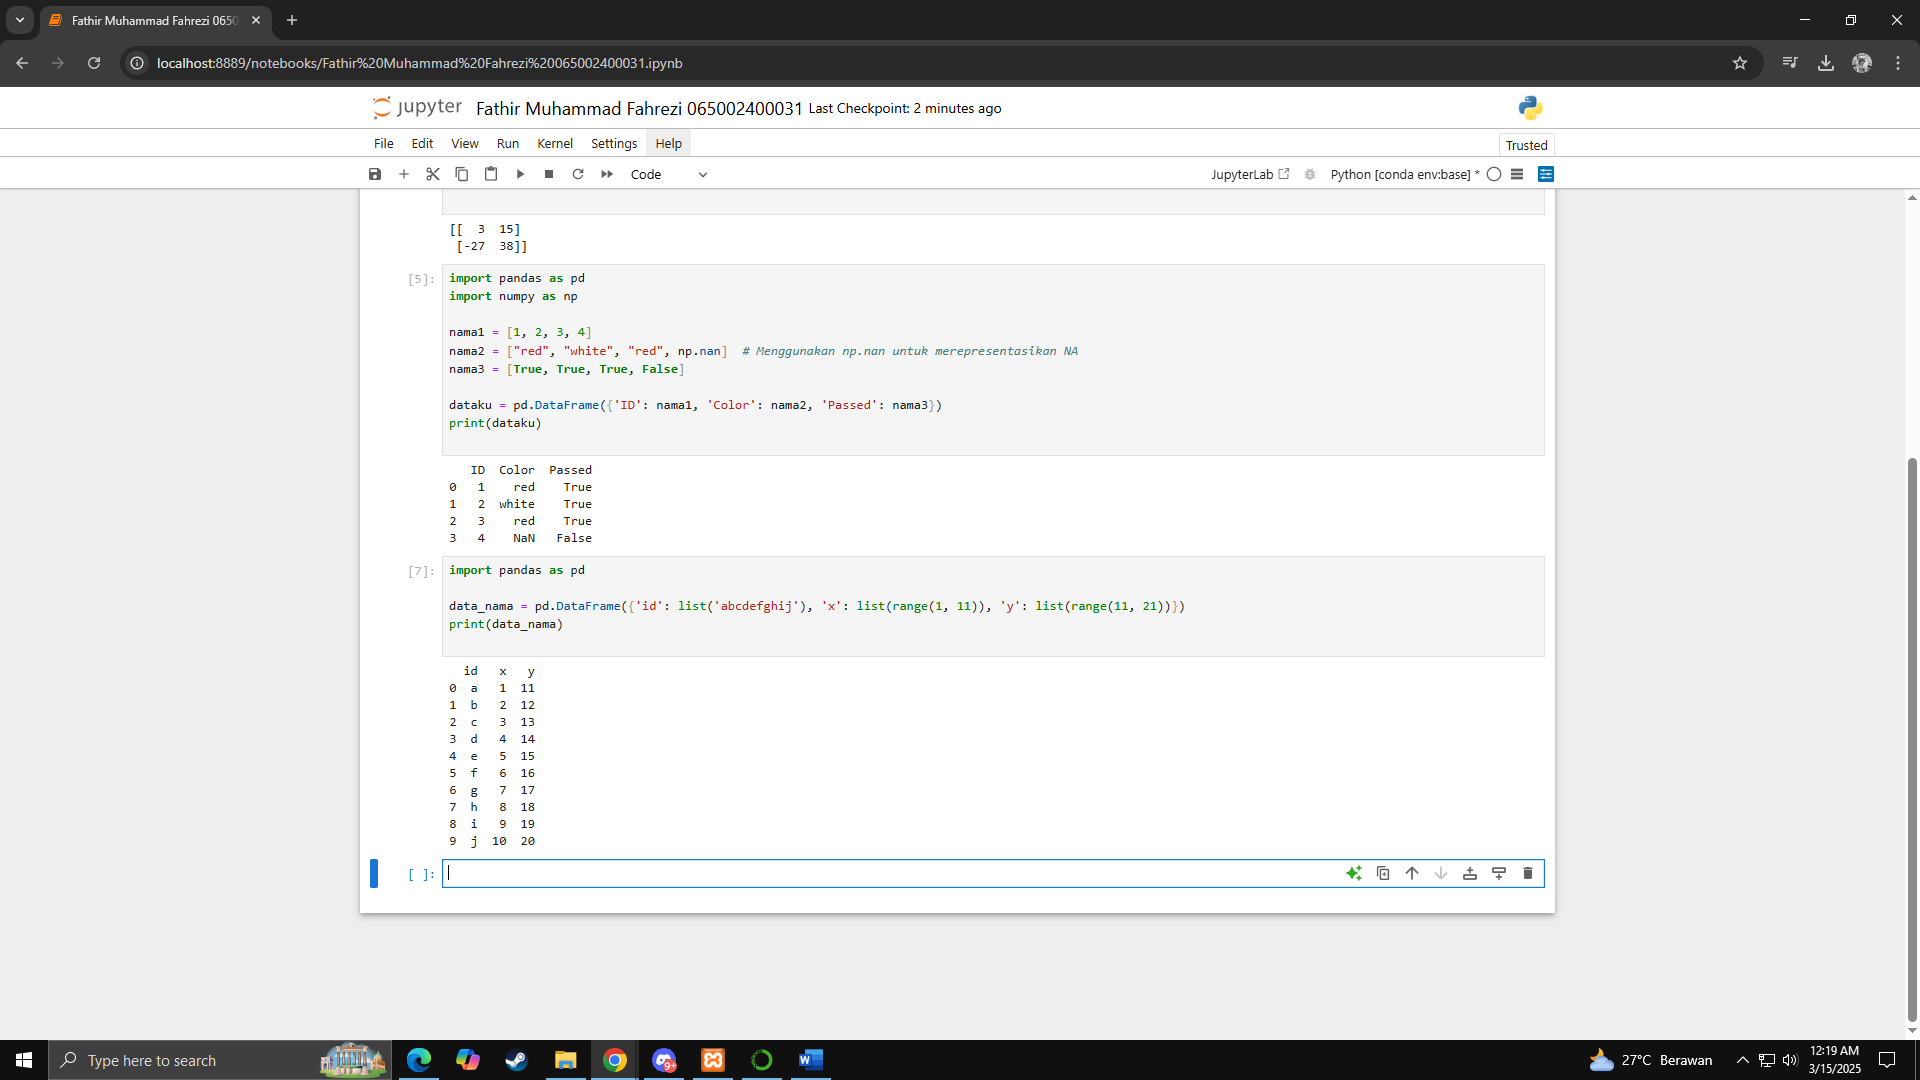 Fathir Muhammad Fahrezi 0650
localhost:8889/notebooks/Fathir%20Muhammad%20Fahrezi%20065002400031.ipynb
jupyter Fathir Muhammad Fahrezi 065002400031 Last Checkpoint: 2 minutes ago
File Edit View Run Kernel Settings Help Trusted
Code JupyterLab Python [conda env:base] *
[[  3  15]
 [-27  38]]
[5]: import pandas as pd
import numpy as np
nama1 = [1, 2, 3, 4]
nama2 = ["red", "white", "red", np.nan]  # Menggunakan np.nan untuk merepresentasikan NA
nama3 = [True, True, True, False]
dataku = pd.DataFrame({'ID': nama1, 'Color': nama2, 'Passed': nama3})
print(dataku)
   ID  Color  Passed
0   1    red    True
1   2  white    True
2   3    red    True
3   4    NaN   False
[7]: import pandas as pd
data_nama = pd.DataFrame({'id': list('abcdefghij'), 'x': list(range(1, 11)), 'y': list(range(11, 21))})
print(data_nama)
  id   x   y
0  a   1  11
1  b   2  12
2  c   3  13
3  d   4  14
4  e   5  15
5  f   6  16
6  g   7  17
7  h   8  18
8  i   9  19
9  j  10  20
[ ]:
Type here to search
9+
W
27°C Berawan
12:19 AM
3/15/2025